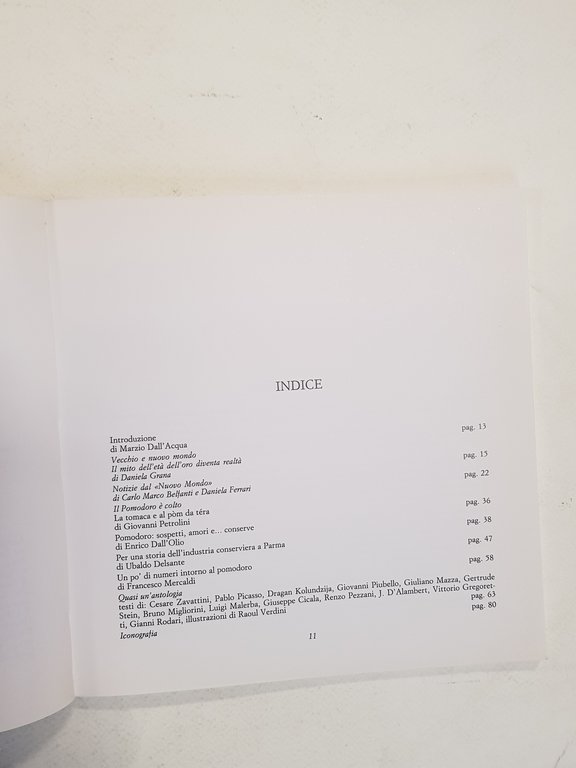 INDICE
Introduzione
di Marzio Dall'Acqua pag. 13
Vecchio e nuovo mondo
Il mito dell'età dell'oro diventa realtà
di Daniela Grana pag. 15
Notizie dal «Nuovo Mondo»
di Carlo Marco Belfanti e Daniela Ferrari pag. 22
Il Pomodoro è colto
La tomaca e al pòm da téra
di Giovanni Petrolini pag. 36
Pomodoro: sospetti, amori e... conserve
di Enrico Dall'Olio pag. 38
Per una storia dell'industria conserviera a Parma
di Ubaldo Delsante pag. 47
Un po' di numeri intorno al pomodoro
di Francesco Mercaldi pag. 58
Quasi un'antologia
testi di: Cesare Zavattini, Pablo Picasso, Dragan Kolundzija, Giovanni Piubello, Giuliano Mazza, Gertrude
Stein, Bruno Migliorini, Luigi Malerba, Giuseppe Cicala, Renzo Pezzani, J. D'Alambert, Vittorio Gregoret-
ti, Gianni Rodari, illustrazioni di Raoul Verdini pag. 63
Iconografia pag. 80
11